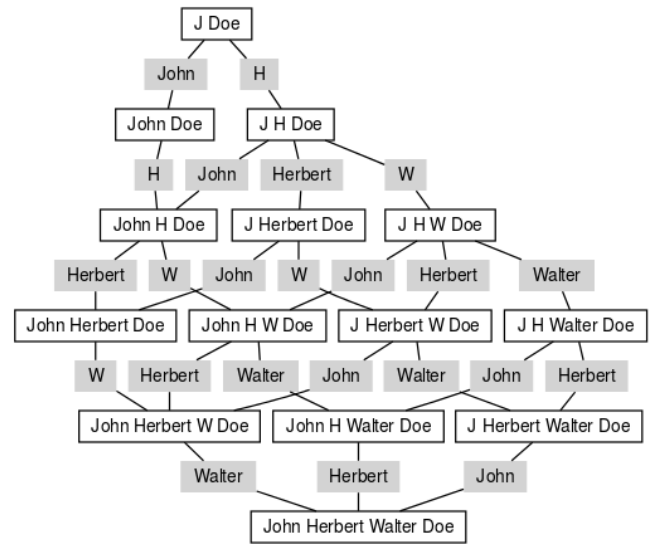 J Doe
John
H
John Doe
J H Doe
H
John
Herbert
W
John H Doe
J Herbert Doe
J H W Doe
Herbert
W
John
W
John
Herbert
Walter
John Herbert Doe
John H W Doe
J Herbert W Doe
J H Walter Doe
W
Herbert
Walter
John
Walter
John
Herbert
John Herbert W Doe
John H Walter Doe
J Herbert Walter Doe
Walter
Herbert
John
John Herbert Walter Doe